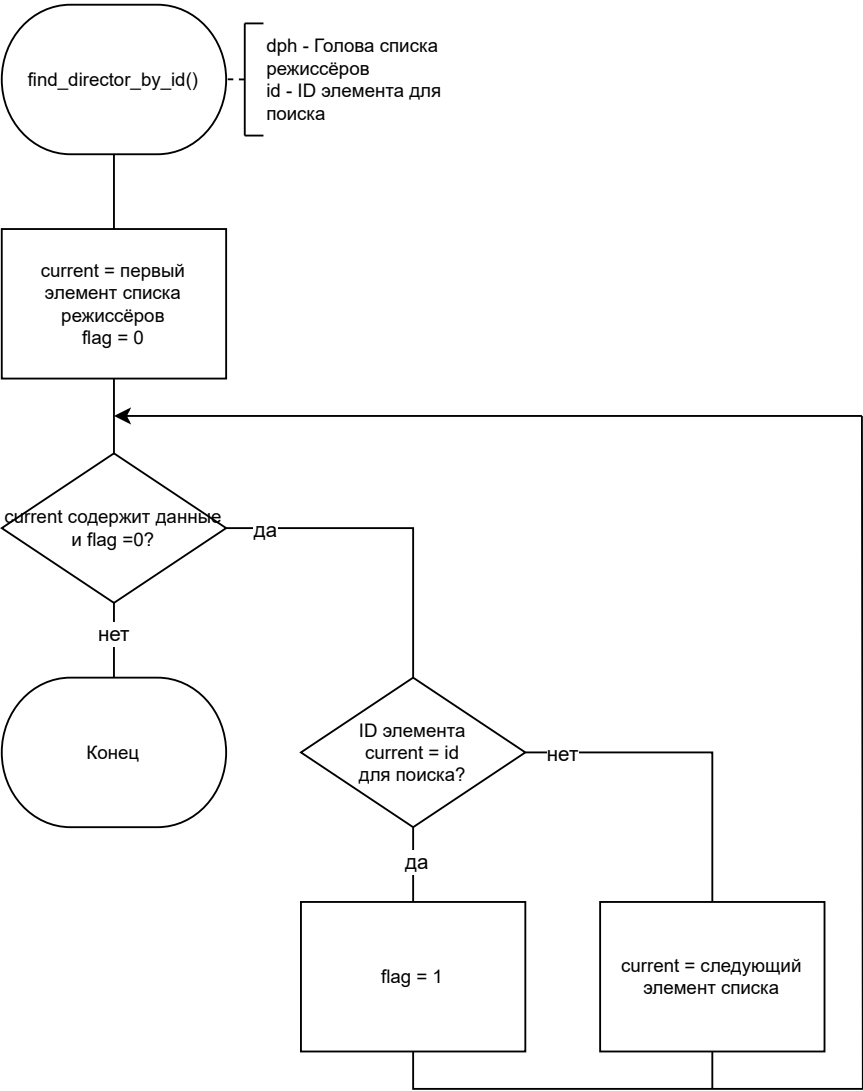 find_director_by_id()
dph - Голова списка
режиссёров
id - ID элемента для
поиска
current = первый
элемент списка
режиссёров
flag = 0
current содержит данные
и flag =0?
да
нет
Конец
ID элемента
current = id
для поиска?
нет
да
flag = 1
current = следующий
элемент списка